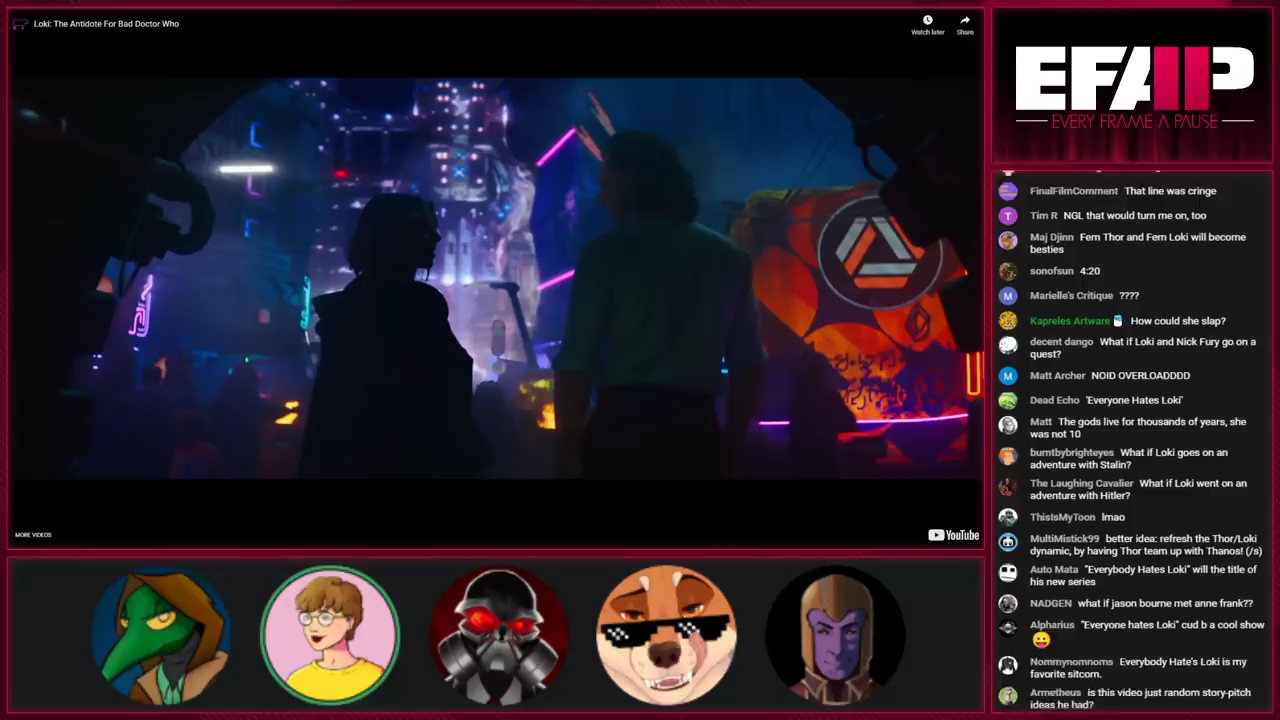 Loki: The Antidote For Bad Doctor Who
Watch later
Share
MORE VIDEOS
YouTube
EFAP
EVERY FRAME A PAUSE
FinalFilmComment That line was cringe
Tim R NGL that would turn me on, too
Maj Djinn Fem Thor and Fem Loki will become
besties
sonofsun 4:20
Marielle's Critique ????
Kapreles Artware How could she slap?
decent dango What if Loki and Nick Fury go on a
quest?
Matt Archer NOID OVERLOADDDD
Dead Echo 'Everyone Hates Loki'
Matt The gods live for thousands of years, she
was not 10
burntbybrighteyes What if Loki goes on an
adventure with Stalin?
The Laughing Cavalier What if Loki went on an
adventure with Hitler?
ThisIsMyToon lmao
MultiMistick99 better idea: refresh the Thor/Loki
dynamic, by having Thor team up with Thanos! (/s)
Auto Mata "Everybody Hates Loki" will the title of
his new series
NADGEN what if jason bourne met anne frank??
Alpharius "Everyone hates Loki" cud b a cool show
Nommynomnoms Everybody Hate's Loki is my
favorite sitcom.
Armetheus is this video just random story-pitch
ideas he had?